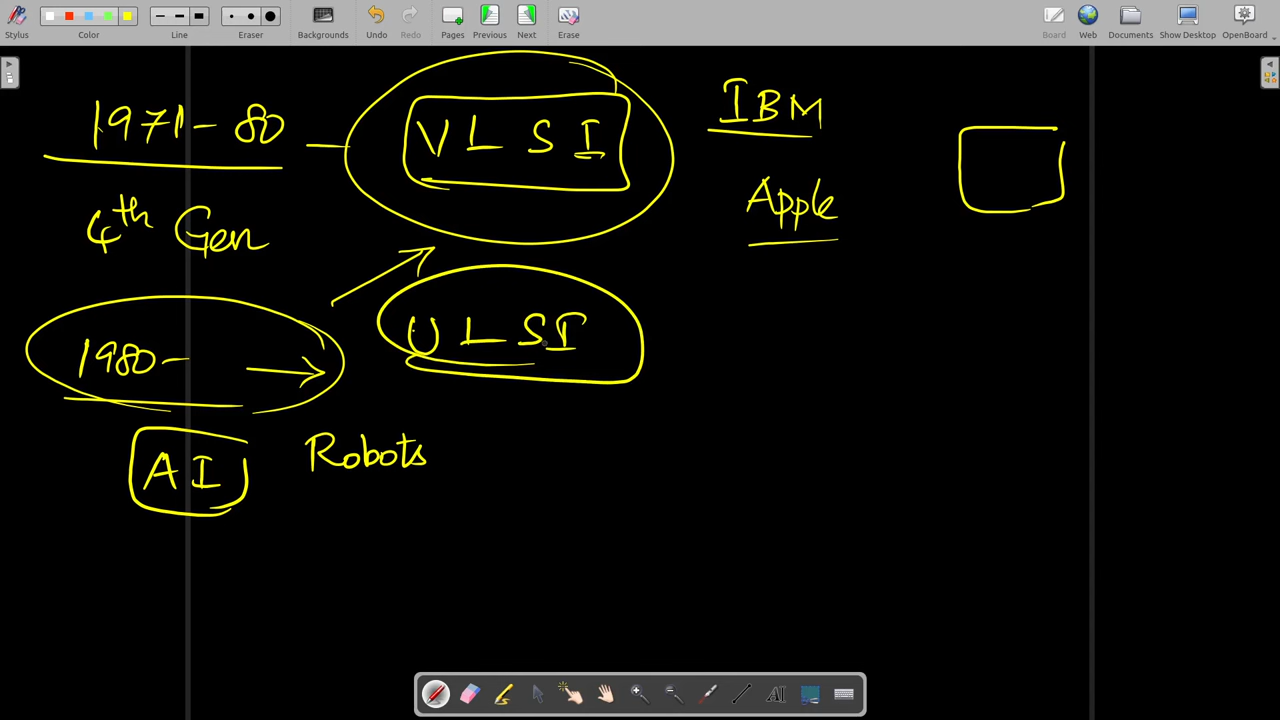 Stylus Color Line Eraser Backgrounds Undo Redo Pages Previous Next Erase Board Web Documents Show Desktop OpenBoard
1971-80 VLSI IBM
Apple
4th Gen
1980- ULSI
AI Robots